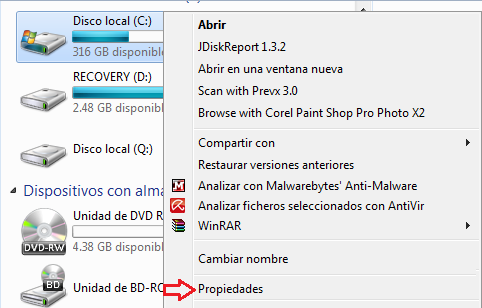 Disco local (C:)
316 GB disponible
RECOVERY (D:)
2.48 GB disponible
Disco local (Q:)
Dispositivos con alma
Unidad de DVD R
4.38 GB disponible
DVD-RW
BD
Unidad de BD-RO
Abrir
JDiskReport 1.3.2
Abrir en una ventana nueva
Scan with Prevx 3.0
Browse with Corel Paint Shop Pro Photo X2
Compartir con
Restaurar versiones anteriores
Analizar con Malwarebytes' Anti-Malware
Analizar ficheros seleccionados con AntiVir
WinRAR
Cambiar nombre
Propiedades